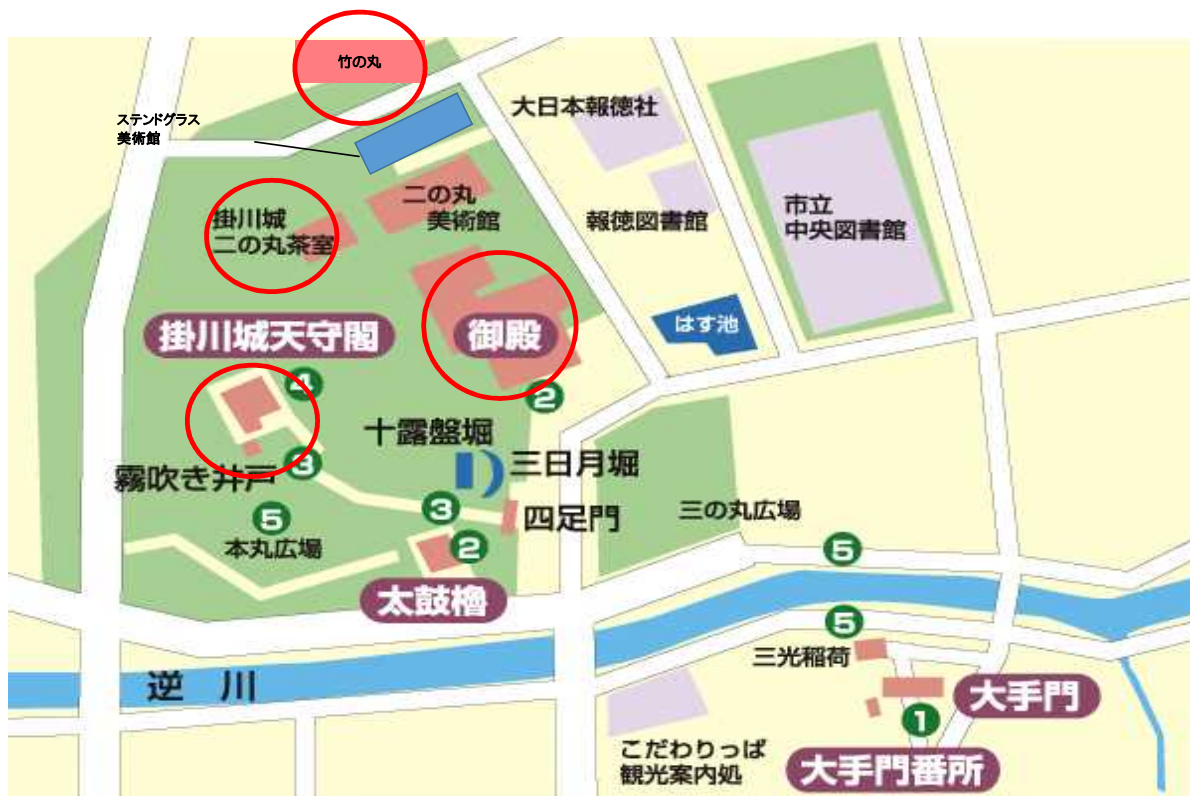 竹の丸
ステンドグラス
美術館
大日本報徳社
掛川城
二の丸茶室
二の丸
美術館
報徳図書館
市立
中央図書館
掛川城天守閣
御殿
はす池
4
2
十露盤堀
三日月堀
霧吹き井戸
3
3
四足門
三の丸広場
5
本丸広場
2
5
太鼓櫓
5
三光稲荷
逆 川
大手門
1
こだわりっぱ
観光案内処
大手門番所